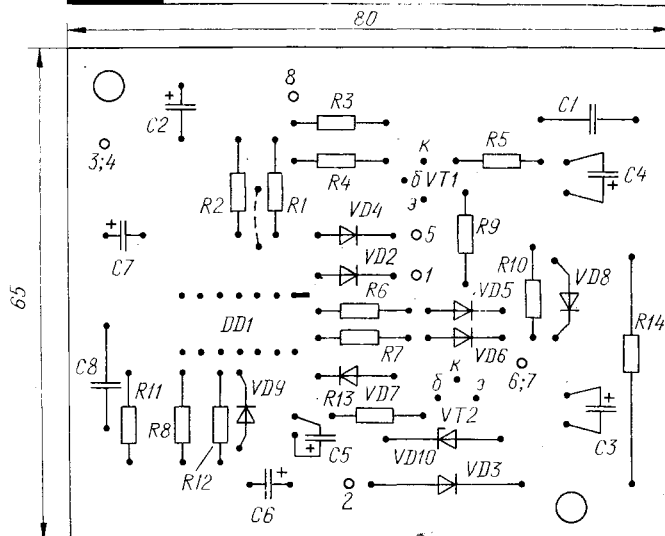 80
8
R3
C1
C2
+
3;4
R4
к
R5
+
C4
б VT1
э
R2
R1
VD4
5
R9
+
C7
VD2
1
R10
VD8
65
R6
VD5
R14
DD1
R7
VD6
C8
к
6;7
R11
VD9
R13
VD7
б
э
R8
VT2
+
C3
R12
+
C5
VD10
VD3
C6
+
2